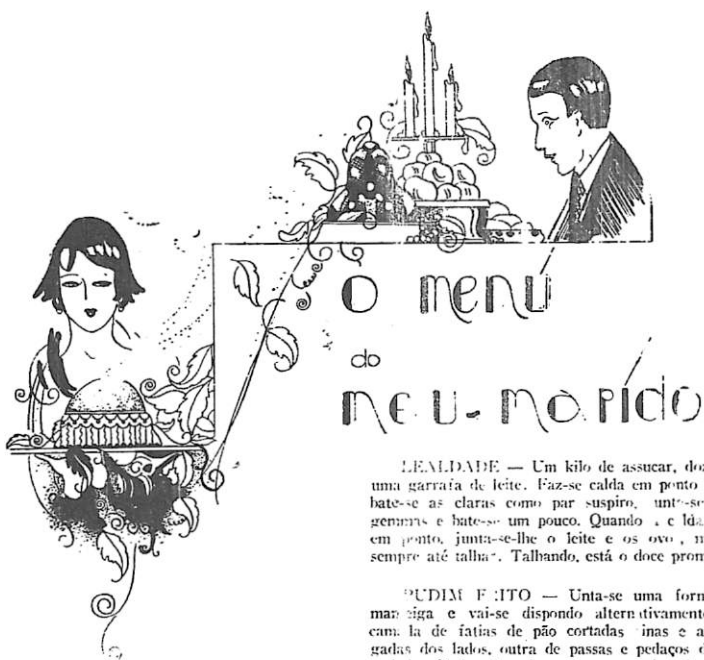 O MENU
do
MEU-MARIDO
LEALDADE — Um kilo de assucar,
uma garrafa de leite. Faz-se calda em ponto
bate-se as claras como par suspiro,
gemmas e bate-se um pouco. Quando
em ponto, junta-se-lhe o leite e os
sempre até talhar. Talhando, está o doce
PUDIM — Unta-se uma
e vai-se dispondo
de fatias de pão cortadas e
dos lados, outra de passas e pedaços